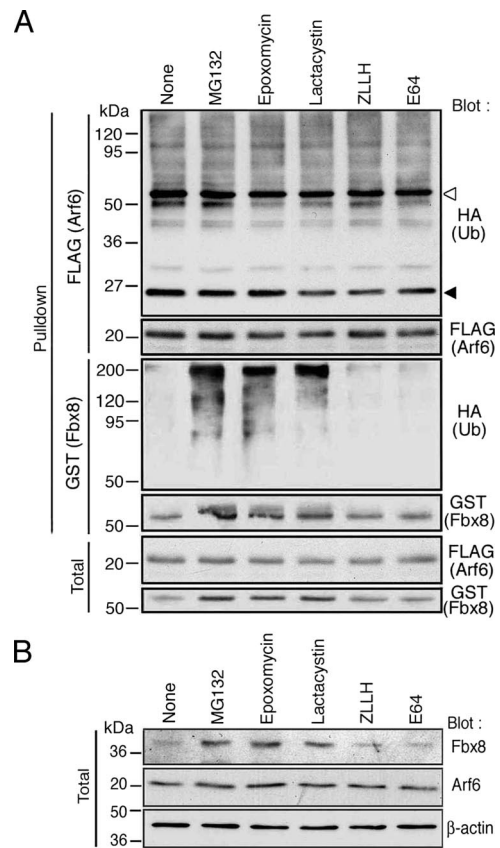 A
None
MG132
Epoxomycin
Lactacystin
ZLLH
E64
Blot :
kDa
120
95
50
36
27
HA
(Ub)
20
FLAG
(Arf6)
200
120
95
50
HA
(Ub)
50
GST
(Fbx8)
20
FLAG
(Arf6)
50
GST
(Fbx8)
Pulldown
FLAG (Arf6)
GST (Fbx8)
Total
B
None
MG132
Epoxomycin
Lactacystin
ZLLH
E64
Blot :
kDa
36
Fbx8
20
Arf6
50
36
β-actin
Total